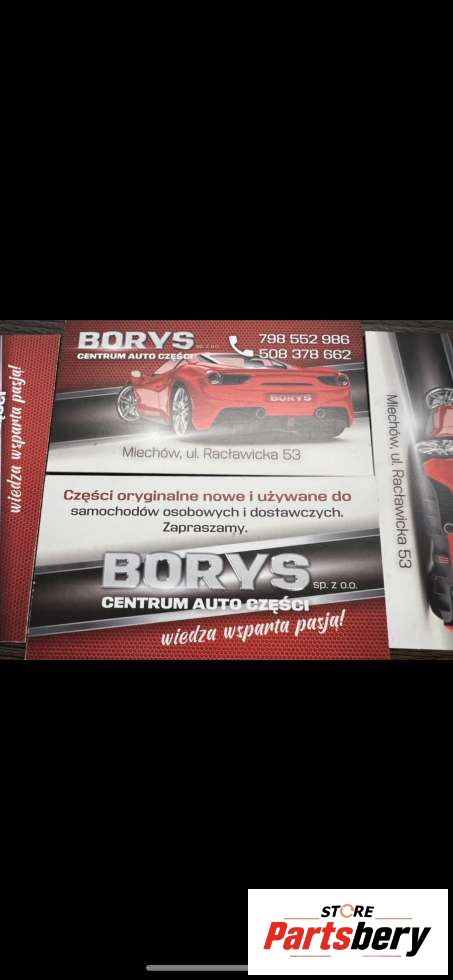 BORYS sp. z o.o.
CENTRUM AUTO CZĘŚCI
798 552 986
508 378 662
BORYS
Miechów, ul. Racławicka 53
wiedza wsparta pasją!
Miechów, ul. Racławicka 53
Części oryginalne nowe i używane do
samochodów osobowych i dostawczych.
Zapraszamy.
BORYS sp. z o.o.
CENTRUM AUTO CZĘŚCI
wiedza wsparta pasją!
STORE
Partsbery